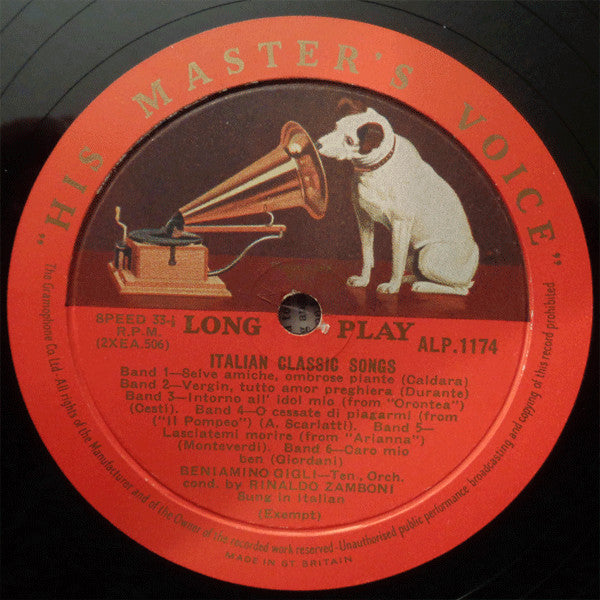 "HIS MASTER'S VOICE"
SPEED 33⅓
R.P.M.
(2XEA.506)
LONG PLAY
ALP.1174
ITALIAN CLASSIC SONGS
Band 1—Selve amiche, ombrose piante (Caldara)
Band 2—Vergin, tutto amor preghiera (Durante)
Band 3—Intorno all' idol mio (from "Orontea")
(Cesti). Band 4—O cessate di piagarmi (from
("Il Pompeo") (A. Scarlatti). Band 5—
Lasciatemi morire (from "Arianna")
(Monteverdi). Band 6—Caro mio
ben (Giordani)
BENIAMINO GIGLI—Ten., Orch.
cond. by RINALDO ZAMBONI
Sung in Italian
(Exempt)
The Gramophone Co. Ltd. All rights of the Manufacturer and of the Owner of the recorded work reserved-Unauthorised public performance broadcasting and copying of this record prohibited
MADE IN GT. BRITAIN